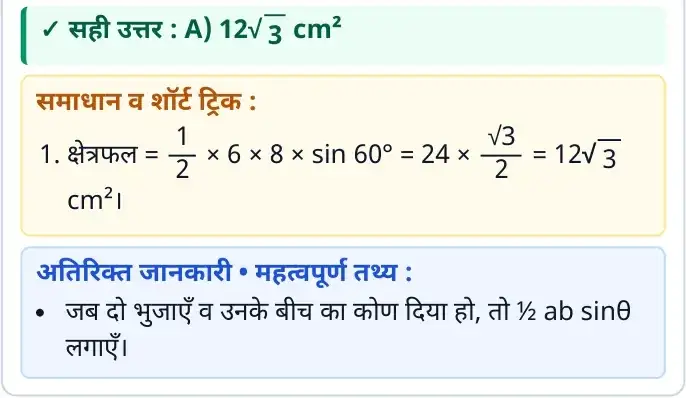 ✓ सही उत्तर : A) 12√3 cm²
समाधान व शॉर्ट ट्रिक :
1. क्षेत्रफल = 1/2 × 6 × 8 × sin 60° = 24 × √3/2 = 12√3
cm²।
अतिरिक्त जानकारी • महत्वपूर्ण तथ्य :
• जब दो भुजाएँ व उनके बीच का कोण दिया हो, तो ½ ab sinθ
लगाएँ।